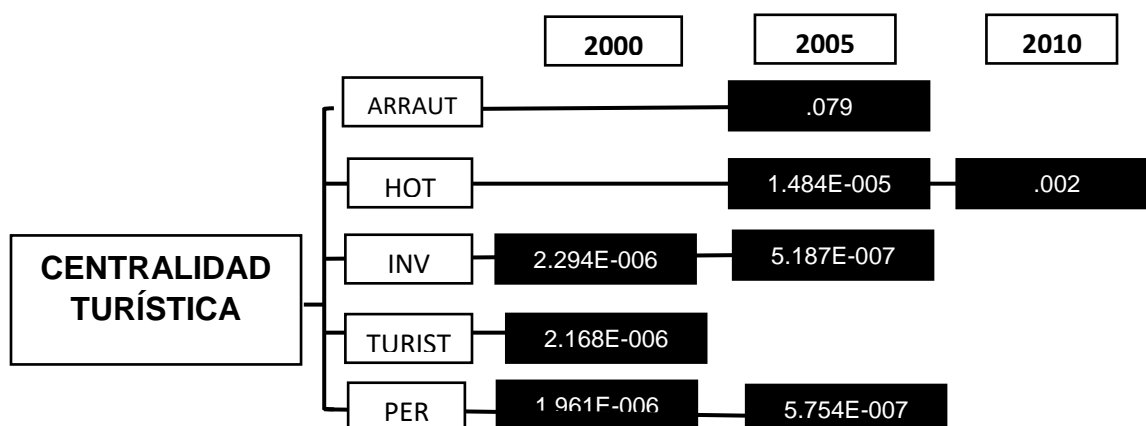 2000
2005
2010
ARRAUT
.079
HOT
1.484E-005
.002
CENTRALIDAD
TURÍSTICA
INV
2.294E-006
5.187E-007
TURIST
2.168E-006
PER
1.961E-006
5.754E-007